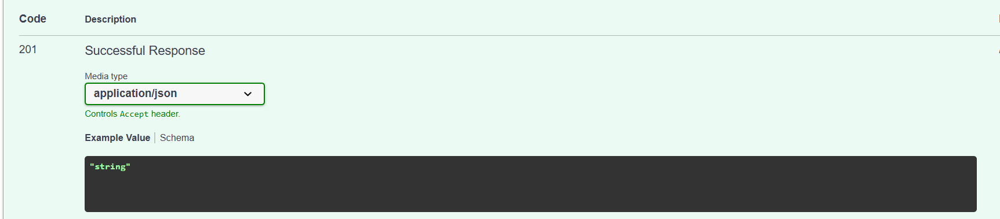 Code Description
201 Successful Response
Media type
application/json
Controls Accept header.
Example Value Schema
"string"